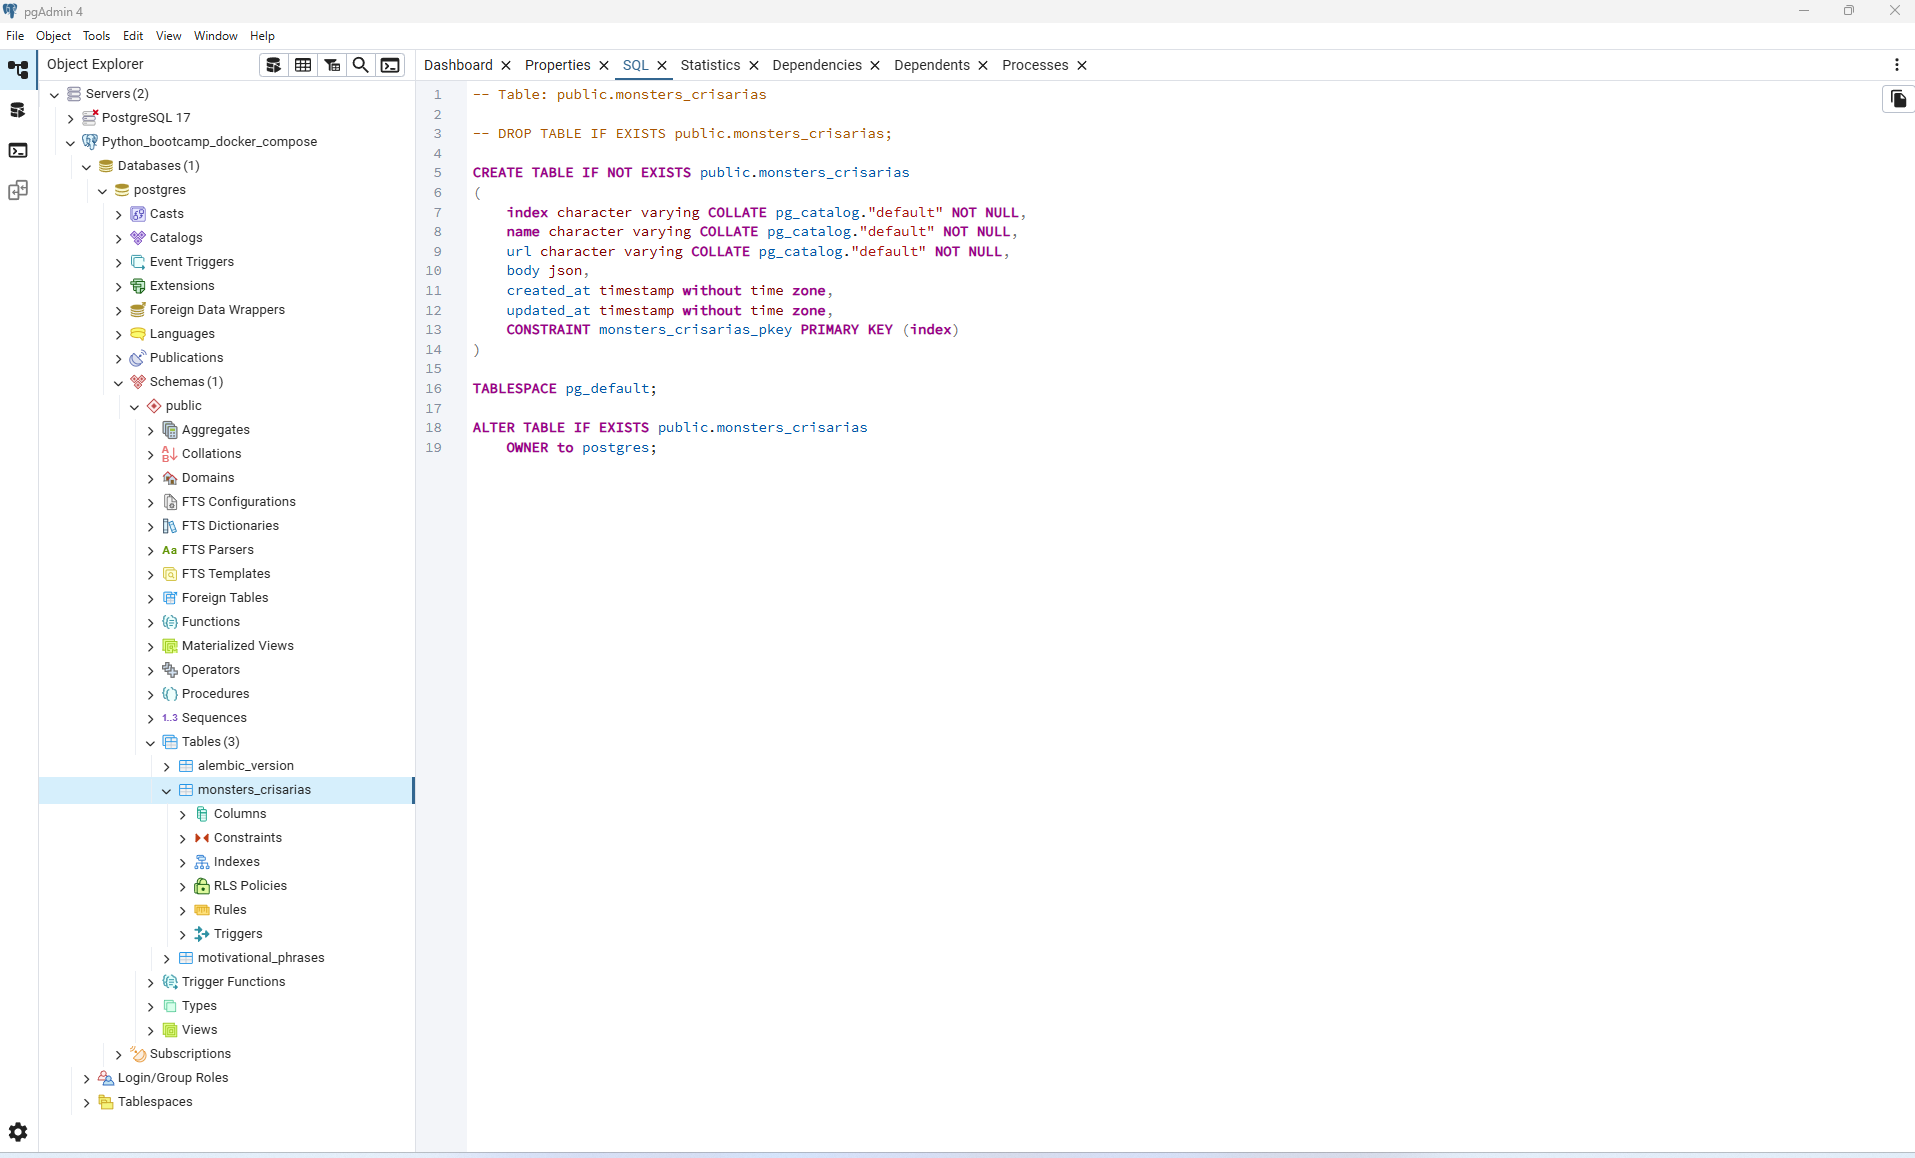 pgAdmin 4
File Object Tools Edit View Window Help
Object Explorer
Dashboard Properties SQL Statistics Dependencies Dependents Processes
Servers (2)
PostgreSQL 17
Python_bootcamp_docker_compose
Databases (1)
postgres
Casts
Catalogs
Event Triggers
Extensions
Foreign Data Wrappers
Languages
Publications
Schemas (1)
public
Aggregates
Collations
Domains
FTS Configurations
FTS Dictionaries
Aa FTS Parsers
FTS Templates
Foreign Tables
Functions
Materialized Views
Operators
Procedures
1..3 Sequences
Tables (3)
alembic_version
monsters_crisarias
Columns
Constraints
Indexes
RLS Policies
Rules
Triggers
motivational_phrases
Trigger Functions
Types
Views
Subscriptions
Login/Group Roles
Tablespaces
1 -- Table: public.monsters_crisarias
2
3 -- DROP TABLE IF EXISTS public.monsters_crisarias;
4
5 CREATE TABLE IF NOT EXISTS public.monsters_crisarias
6 (
7 index character varying COLLATE pg_catalog."default" NOT NULL,
8 name character varying COLLATE pg_catalog."default" NOT NULL,
9 url character varying COLLATE pg_catalog."default" NOT NULL,
10 body json,
11 created_at timestamp without time zone,
12 updated_at timestamp without time zone,
13 CONSTRAINT monsters_crisarias_pkey PRIMARY KEY (index)
14 )
15
16 TABLESPACE pg_default;
17
18 ALTER TABLE IF EXISTS public.monsters_crisarias
19 OWNER to postgres;